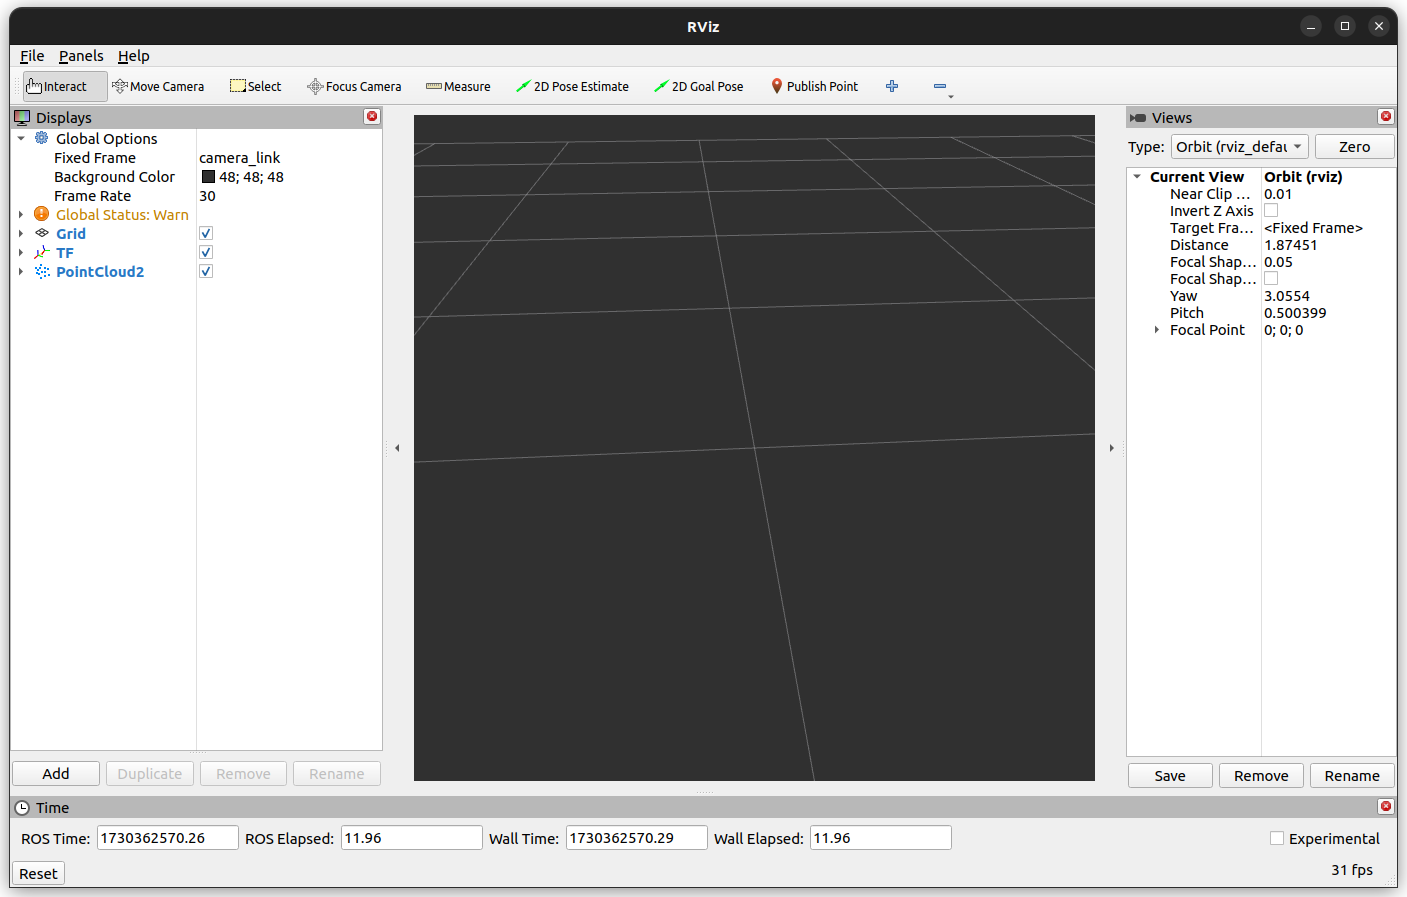 RViz
File Panels Help
Interact Move Camera Select Focus Camera Measure 2D Pose Estimate 2D Goal Pose Publish Point
Displays
Global Options
Fixed Frame camera_link
Background Color 48; 48; 48
Frame Rate 30
Global Status: Warn
Grid
TF
PointCloud2
Add Duplicate Remove Rename
Views
Type: Orbit (rviz_defau Zero
Current View Orbit (rviz)
Near Clip ... 0.01
Invert Z Axis
Target Fra... <Fixed Frame>
Distance 1.87451
Focal Shap... 0.05
Focal Shap...
Yaw 3.0554
Pitch 0.500399
Focal Point 0; 0; 0
Save Remove Rename
Time
ROS Time: 1730362570.26 ROS Elapsed: 11.96 Wall Time: 1730362570.29 Wall Elapsed: 11.96 Experimental
Reset 31 fps